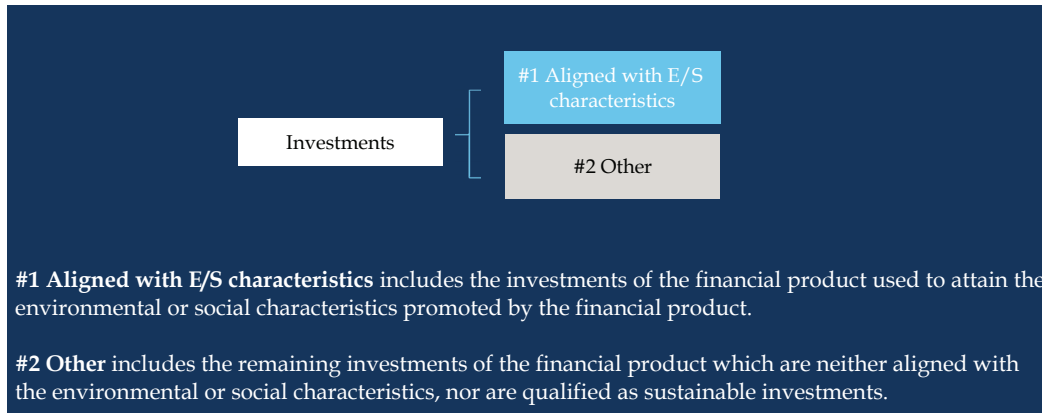 #1 Aligned with E/S
characteristics
Investments
#2 Other
#1 Aligned with E/S characteristics includes the investments of the financial product used to attain the
environmental or social characteristics promoted by the financial product.
#2 Other includes the remaining investments of the financial product which are neither aligned with
the environmental or social characteristics, nor are qualified as sustainable investments.